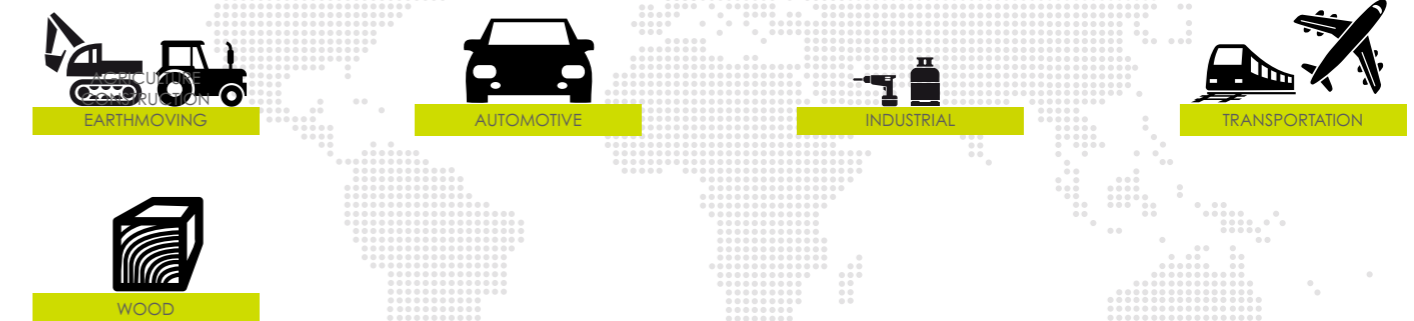 AGRICULTURE
CONSTRUCTION
EARTHMOVING
AUTOMOTIVE
INDUSTRIAL
TRANSPORTATION
WOOD